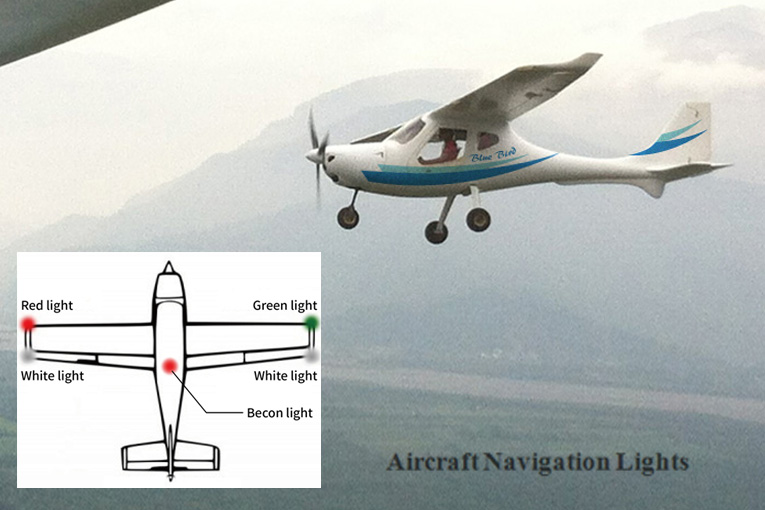 Blue Bird
Red light
Green light
White light
White light
Becon light
Aircraft Navigation Lights